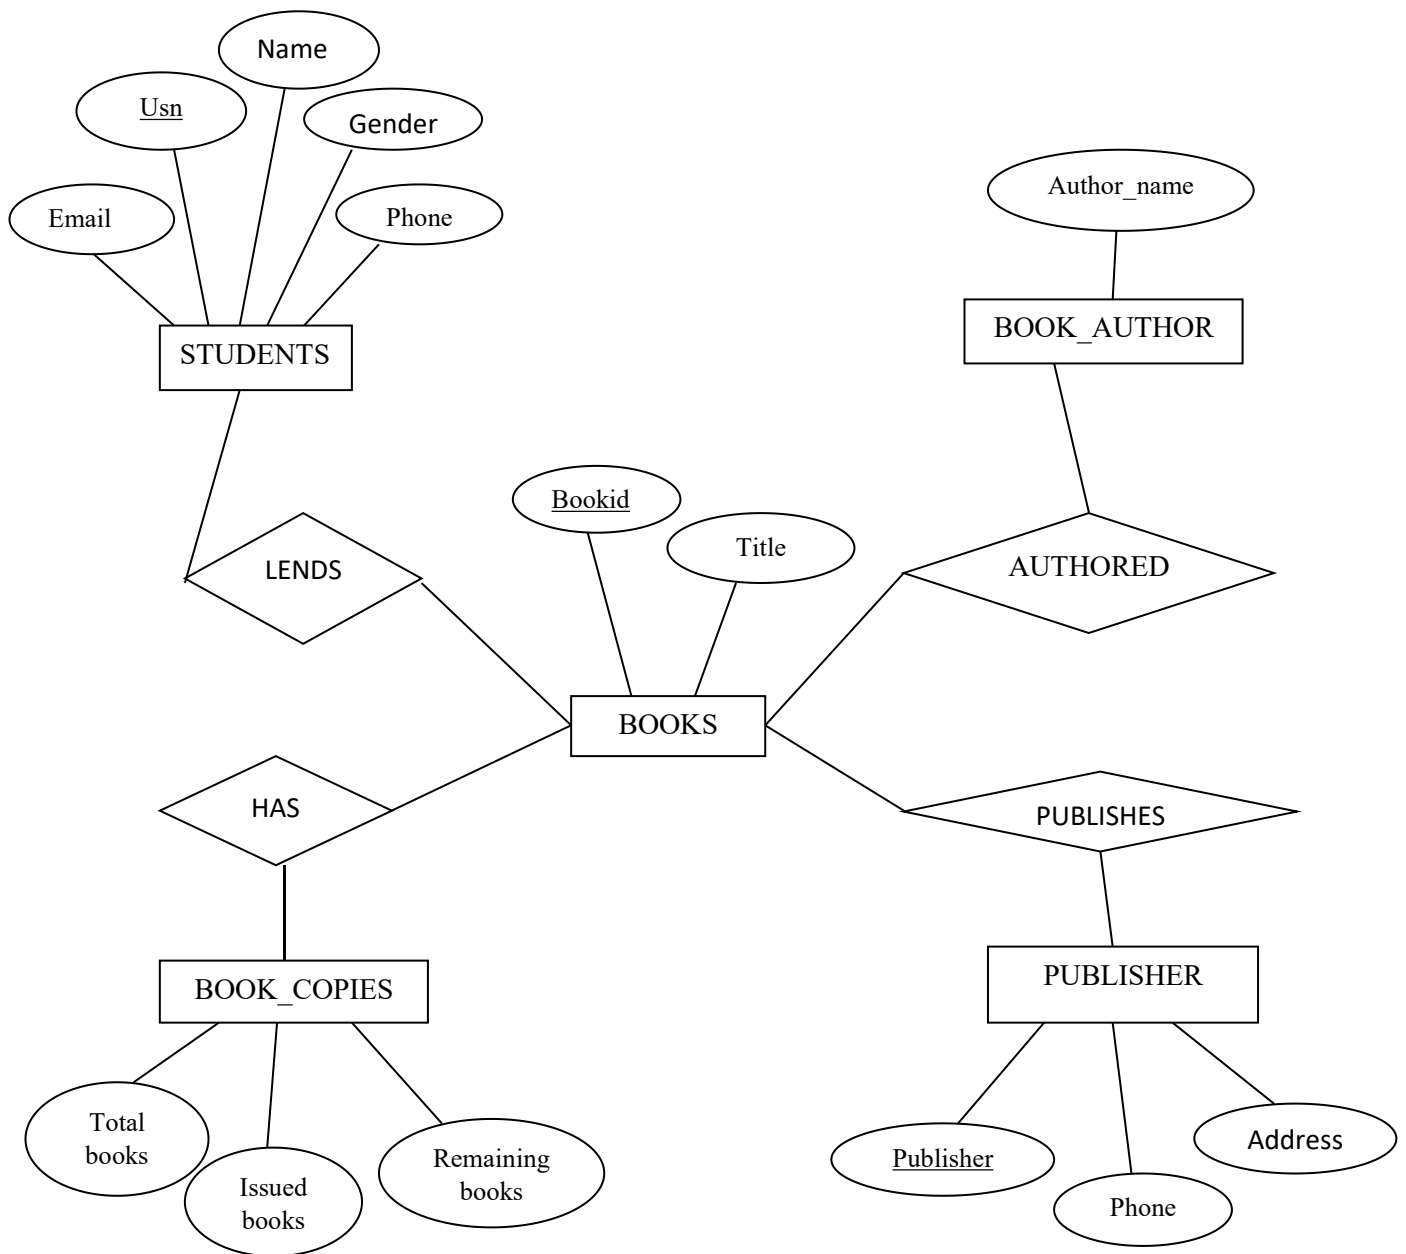 Name
Usn
Gender
Email
Phone
Author_name
STUDENTS
BOOK_AUTHOR
Bookid
Title
LENDS
AUTHORED
BOOKS
HAS
PUBLISHES
BOOK_COPIES
PUBLISHER
Total
books
Issued
books
Remaining
books
Publisher
Phone
Address